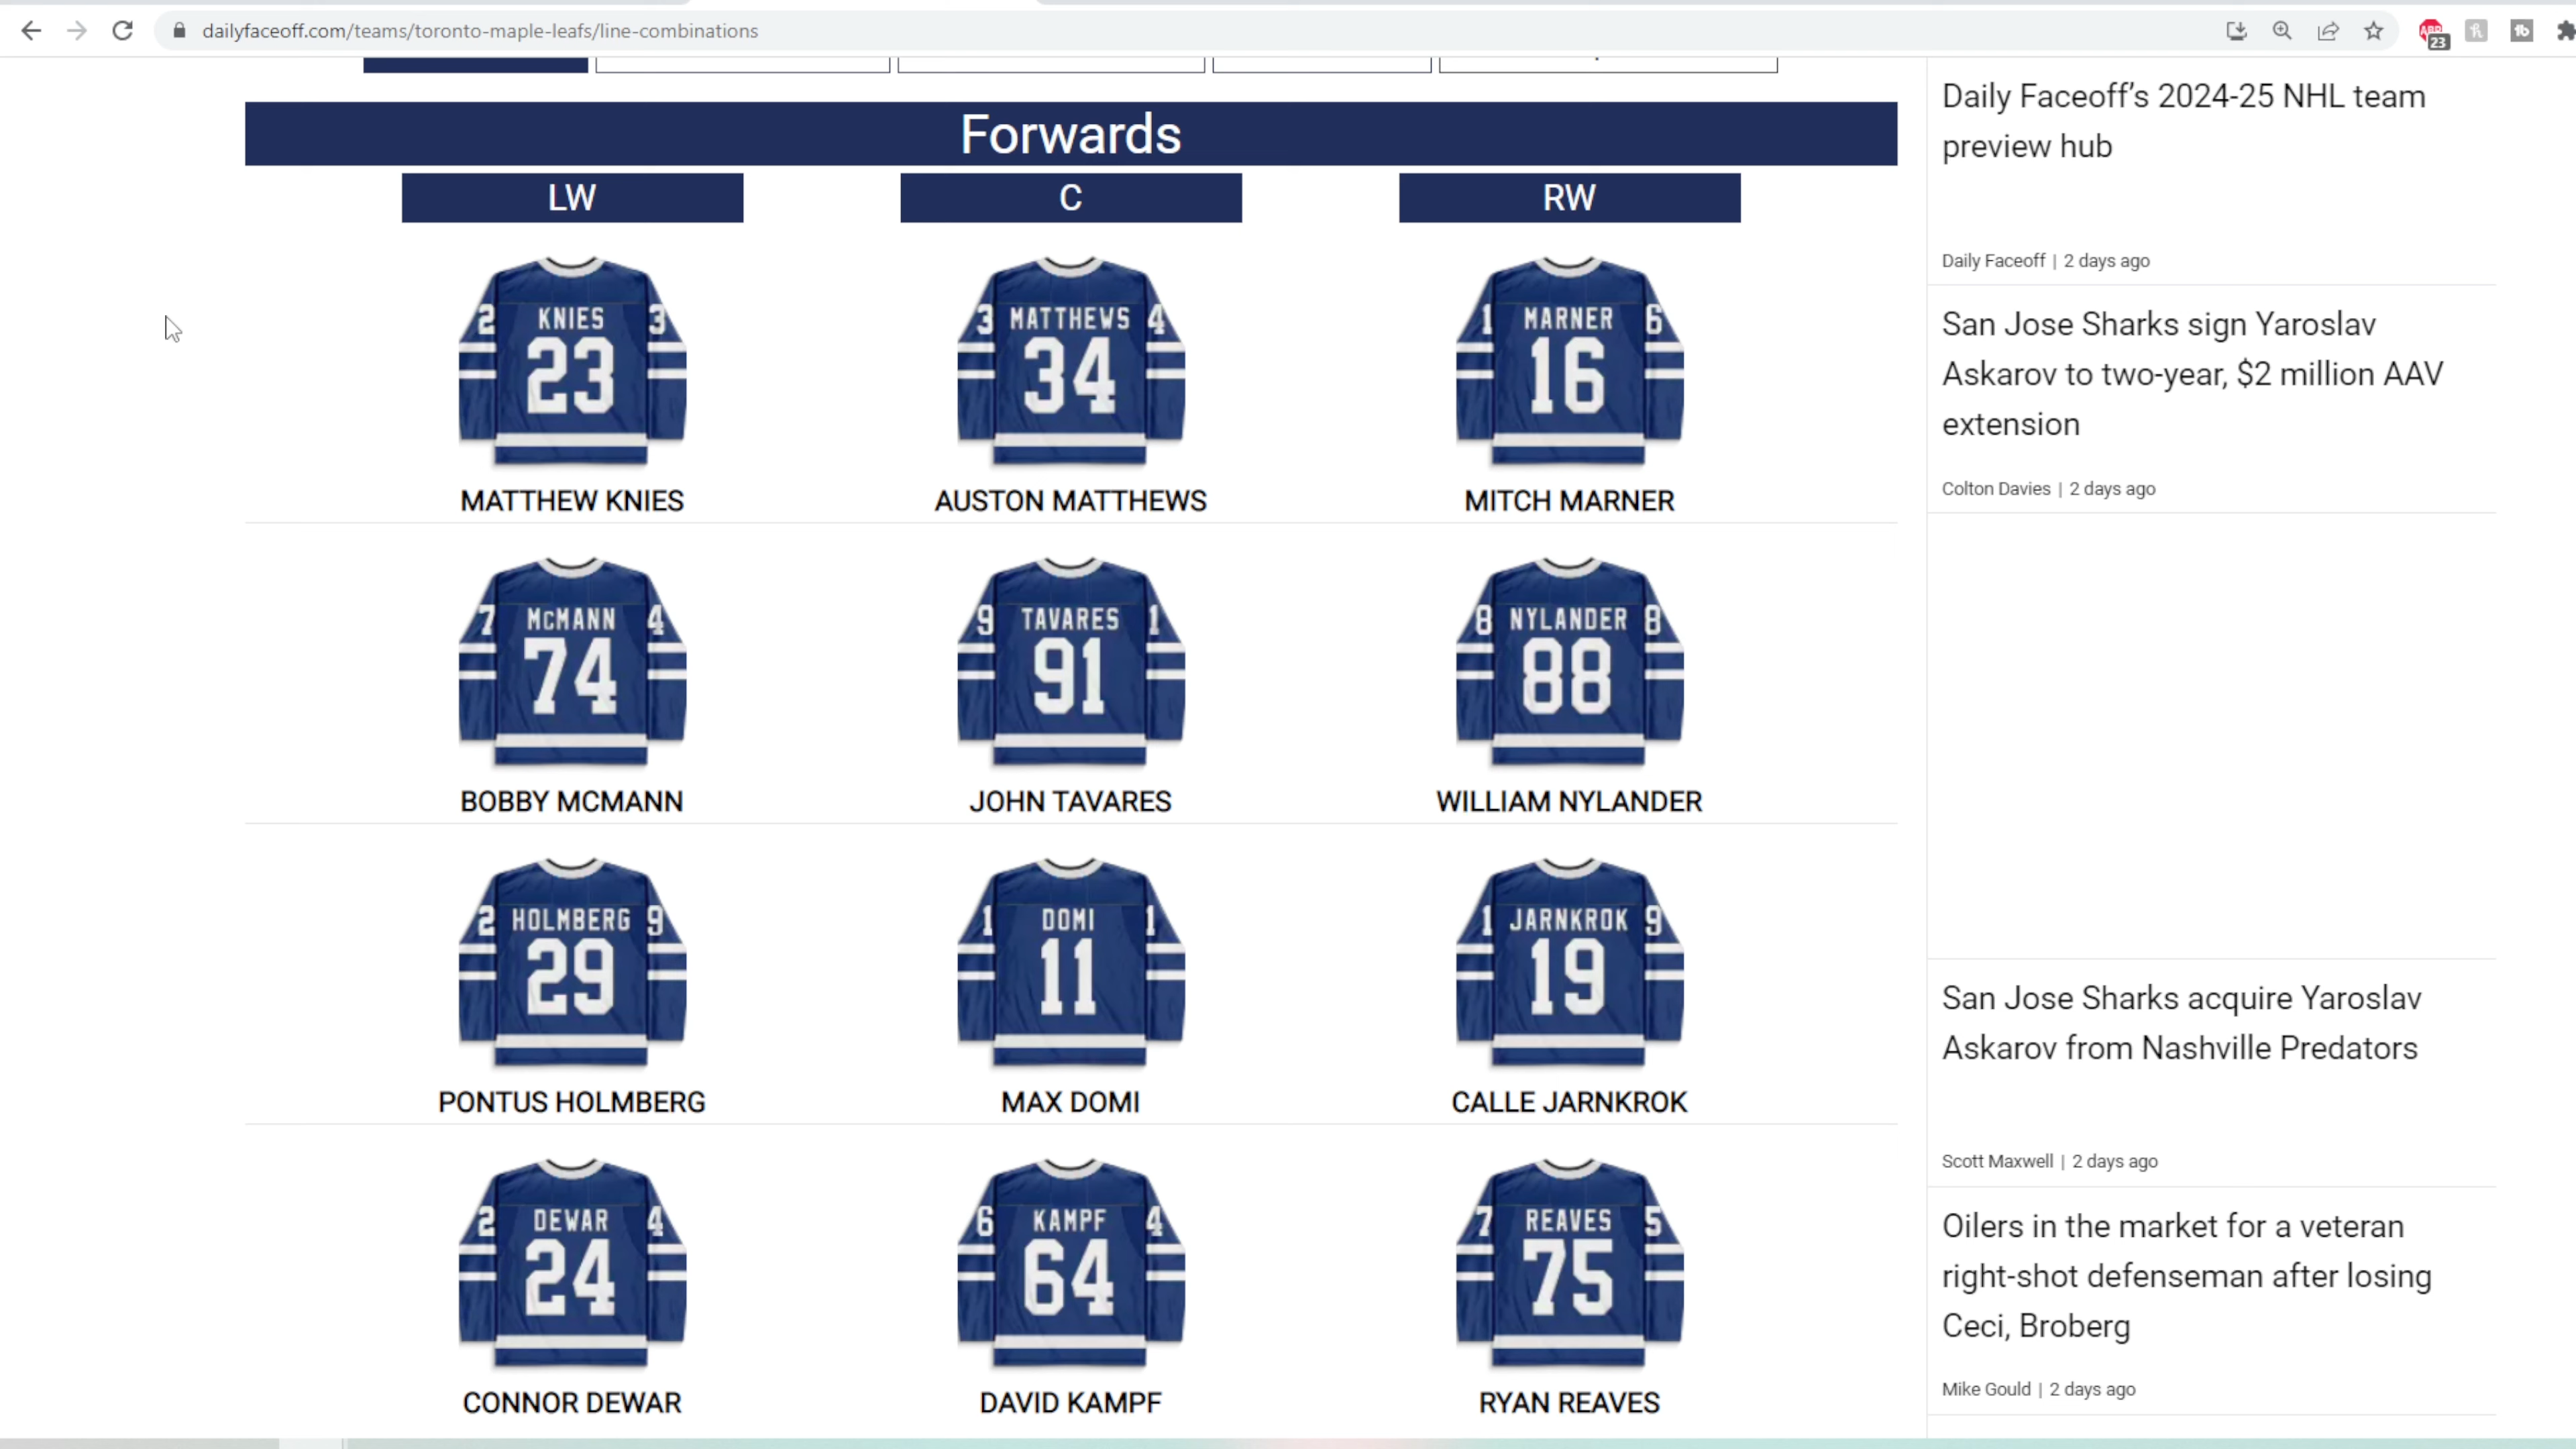 dailyfaceoff.com/teams/toronto-maple-leafs/line-combinations
23
Forwards
LW C RW
2 KNIES 3
23
3 MATTHEWS 4
34
1 MARNER 6
16
MATTHEW KNIES AUSTON MATTHEWS MITCH MARNER
7 McMANN 4
74
9 TAVARES 1
91
8 NYLANDER 8
88
BOBBY MCMANN JOHN TAVARES WILLIAM NYLANDER
2 HOLMBERG 9
29
1 DOMI 1
11
1 JARNKROK 9
19
PONTUS HOLMBERG MAX DOMI CALLE JARNKROK
2 DEWAR 4
24
6 KAMPF 4
64
7 REAVES 5
75
CONNOR DEWAR DAVID KAMPF RYAN REAVES
Daily Faceoff’s 2024-25 NHL team
preview hub
Daily Faceoff | 2 days ago
San Jose Sharks sign Yaroslav
Askarov to two-year, $2 million AAV
extension
Colton Davies | 2 days ago
San Jose Sharks acquire Yaroslav
Askarov from Nashville Predators
Scott Maxwell | 2 days ago
Oilers in the market for a veteran
right-shot defenseman after losing
Ceci, Broberg
Mike Gould | 2 days ago